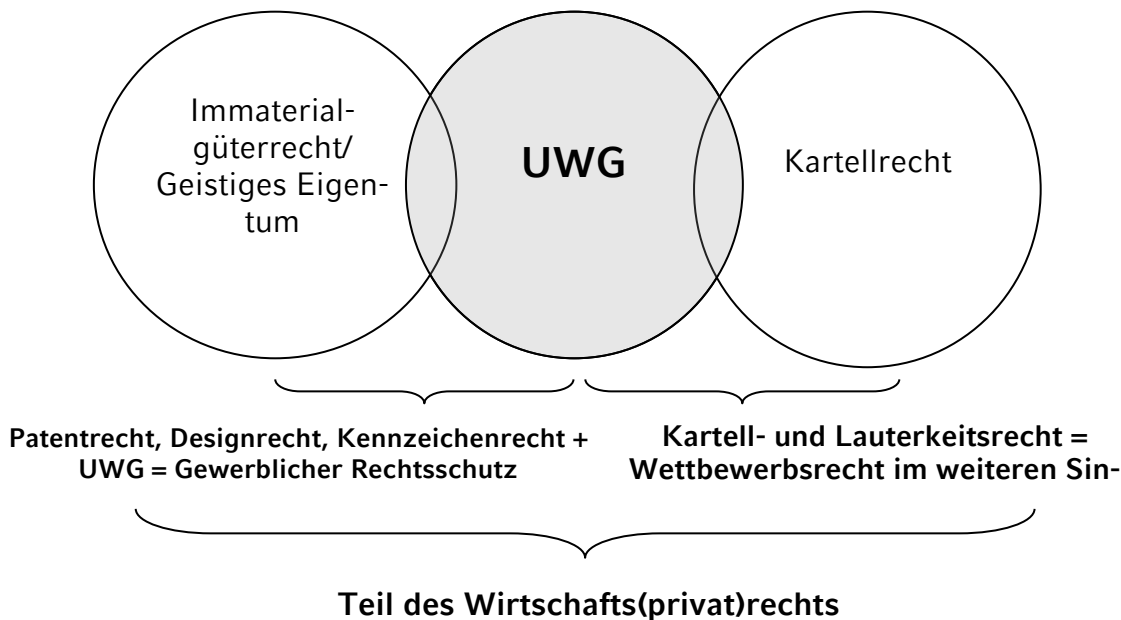 Immaterial-
güterrecht/
Geistiges Eigen-
tum
UWG
Kartellrecht
Patentrecht, Designrecht, Kennzeichenrecht +
UWG = Gewerblicher Rechtsschutz
Kartell- und Lauterkeitsrecht =
Wettbewerbsrecht im weiteren Sin-
Teil des Wirtschafts(privat)rechts